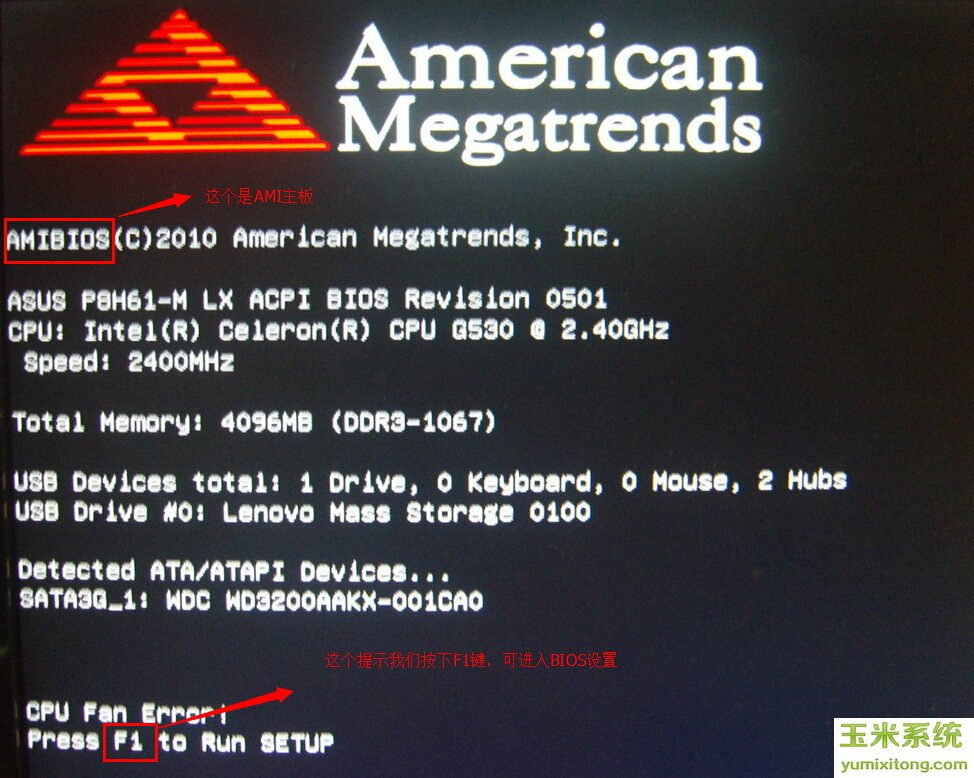 American
Megatrends
这个是AMI主板
AMIBIOS(C)2010 American Megatrends, Inc.
ASUS P8H61-M LX ACPI BIOS Revision 0501
CPU: Intel(R) Celeron(R) CPU G530 @ 2.40GHz
Speed: 2400MHz
Total Memory: 4096MB (DDR3-1067)
USB Devices total: 1 Drive, 0 Keyboard, 0 Mouse, 2 Hubs
USB Drive #0: Lenovo Mass Storage 0100
Detected ATA/ATAPI Devices...
SATA3G_1: WDC WD3200AAKX-001CA0
这个提示我们按下F1键，可进入BIOS设置
CPU Fan Error!
Press F1 to Run SETUP
玉米系统
yumixitong.com